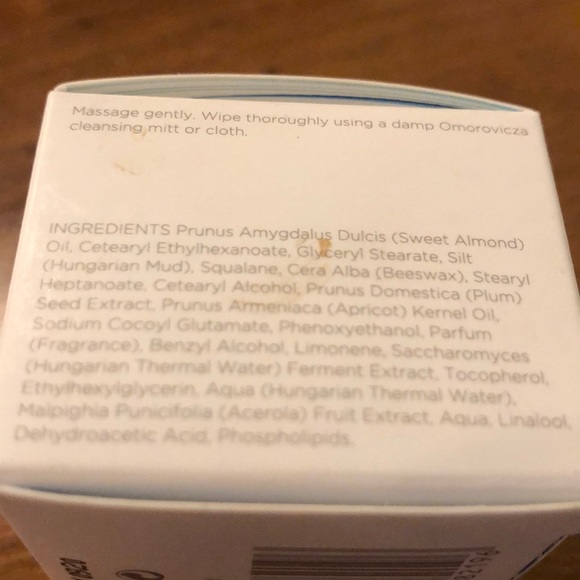 Massage gently. Wipe thoroughly using a damp Omorovicza
cleansing mitt or cloth.
INGREDIENTS Prunus Amygdalus Dulcis (Sweet Almond)
Oil, Cetearyl Ethylhexanoate, Glyceryl Stearate, Silt
(Hungarian Mud), Squalane, Cera Alba (Beeswax), Stearyl
Heptanoate, Cetearyl Alcohol, Prunus Domestica (Plum)
Seed Extract, Prunus Armeniaca (Apricot) Kernel Oil,
Sodium Cocoyl Glutamate, Phenoxyethanol, Parfum
(Fragrance), Benzyl Alcohol, Limonene, Saccharomyces
(Hungarian Thermal Water) Ferment Extract, Tocopherol,
Ethylhexylglycerin, Aqua (Hungarian Thermal Water),
Malpighia Punicifolia (Acerola) Fruit Extract, Aqua, Linalool,
Dehydroacetic Acid, Phospholipids.